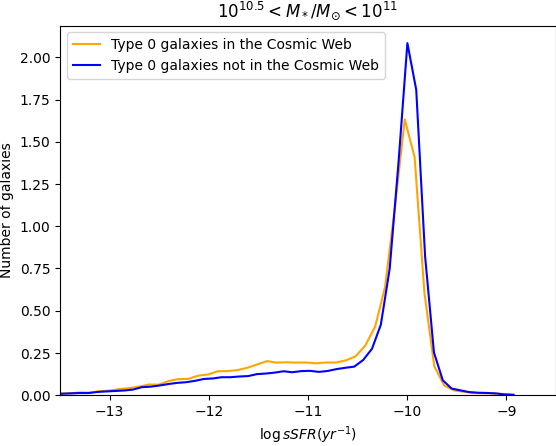 10^10.5 < M_*/M_⊙ < 10^11
Type 0 galaxies in the Cosmic Web
Type 0 galaxies not in the Cosmic Web
Number of galaxies
2.00
1.75
1.50
1.25
1.00
0.75
0.50
0.25
0.00
−13
−12
−11
−10
−9
log sSFR(yr^−1)